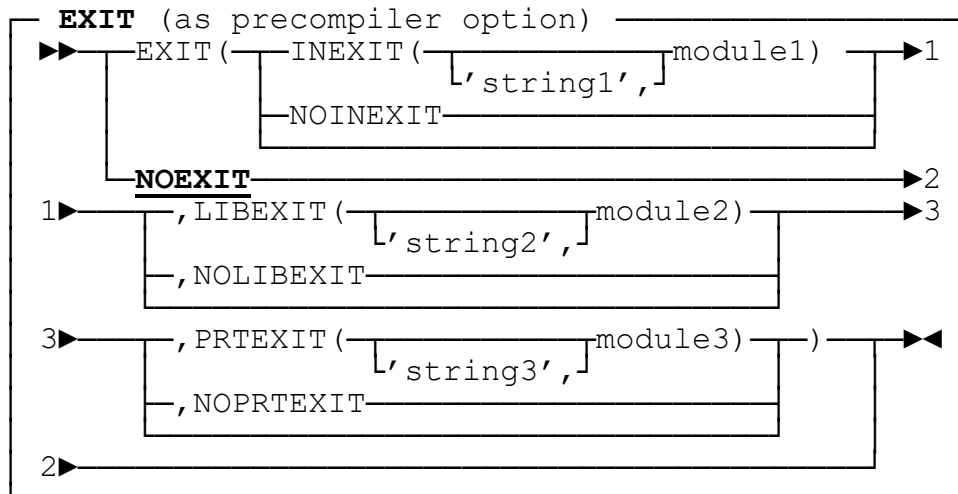 EXIT (as precompiler option)
EXIT( INEXIT( module1) 1
'string1',
NOINEXIT
NOEXIT 2
1 ,LIBEXIT( module2) 3
'string2',
,NOLIBEXIT
3 ,PRTEXIT( module3) )
'string3',
,NOPRTEXIT
2